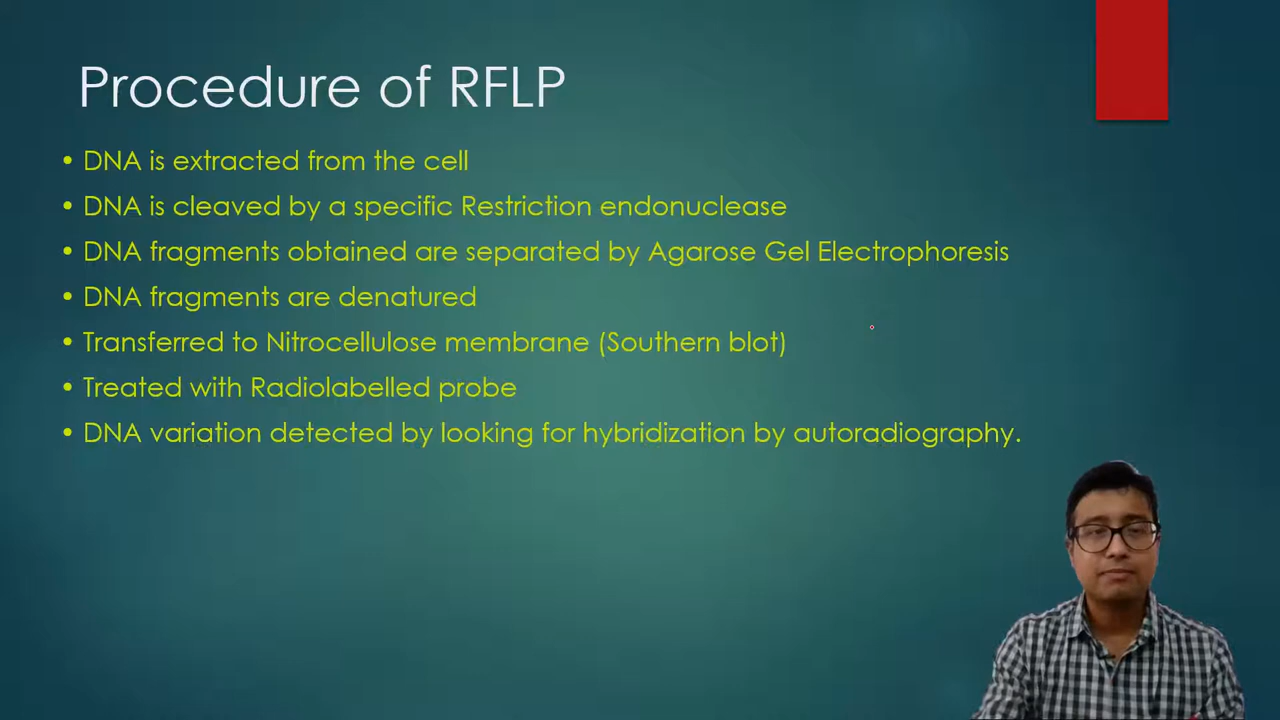 Procedure of RFLP
• DNA is extracted from the cell
• DNA is cleaved by a specific Restriction endonuclease
• DNA fragments obtained are separated by Agarose Gel Electrophoresis
• DNA fragments are denatured
• Transferred to Nitrocellulose membrane (Southern blot)
• Treated with Radiolabelled probe
• DNA variation detected by looking for hybridization by autoradiography.